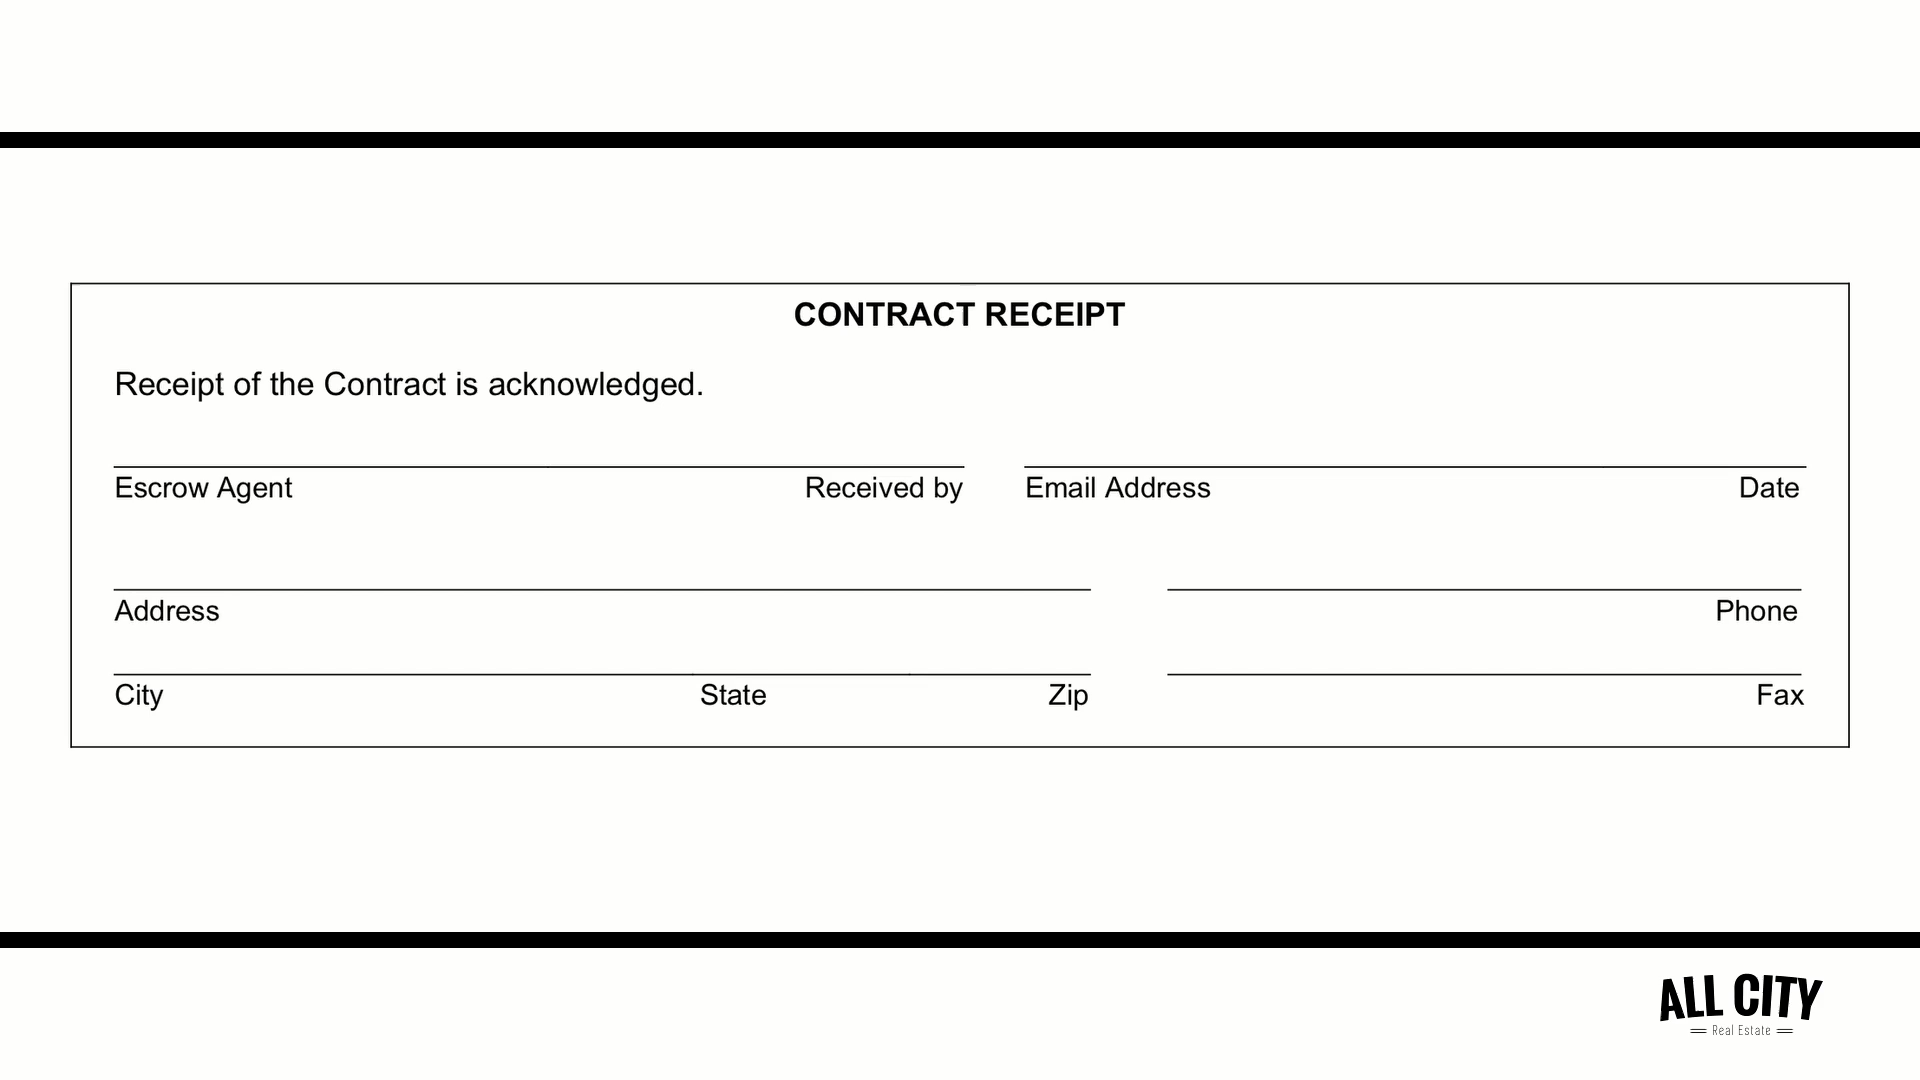 CONTRACT RECEIPT
Receipt of the Contract is acknowledged.
Escrow Agent Received by Email Address Date
Address Phone
City State Zip Fax
ALL CITY
Real Estate